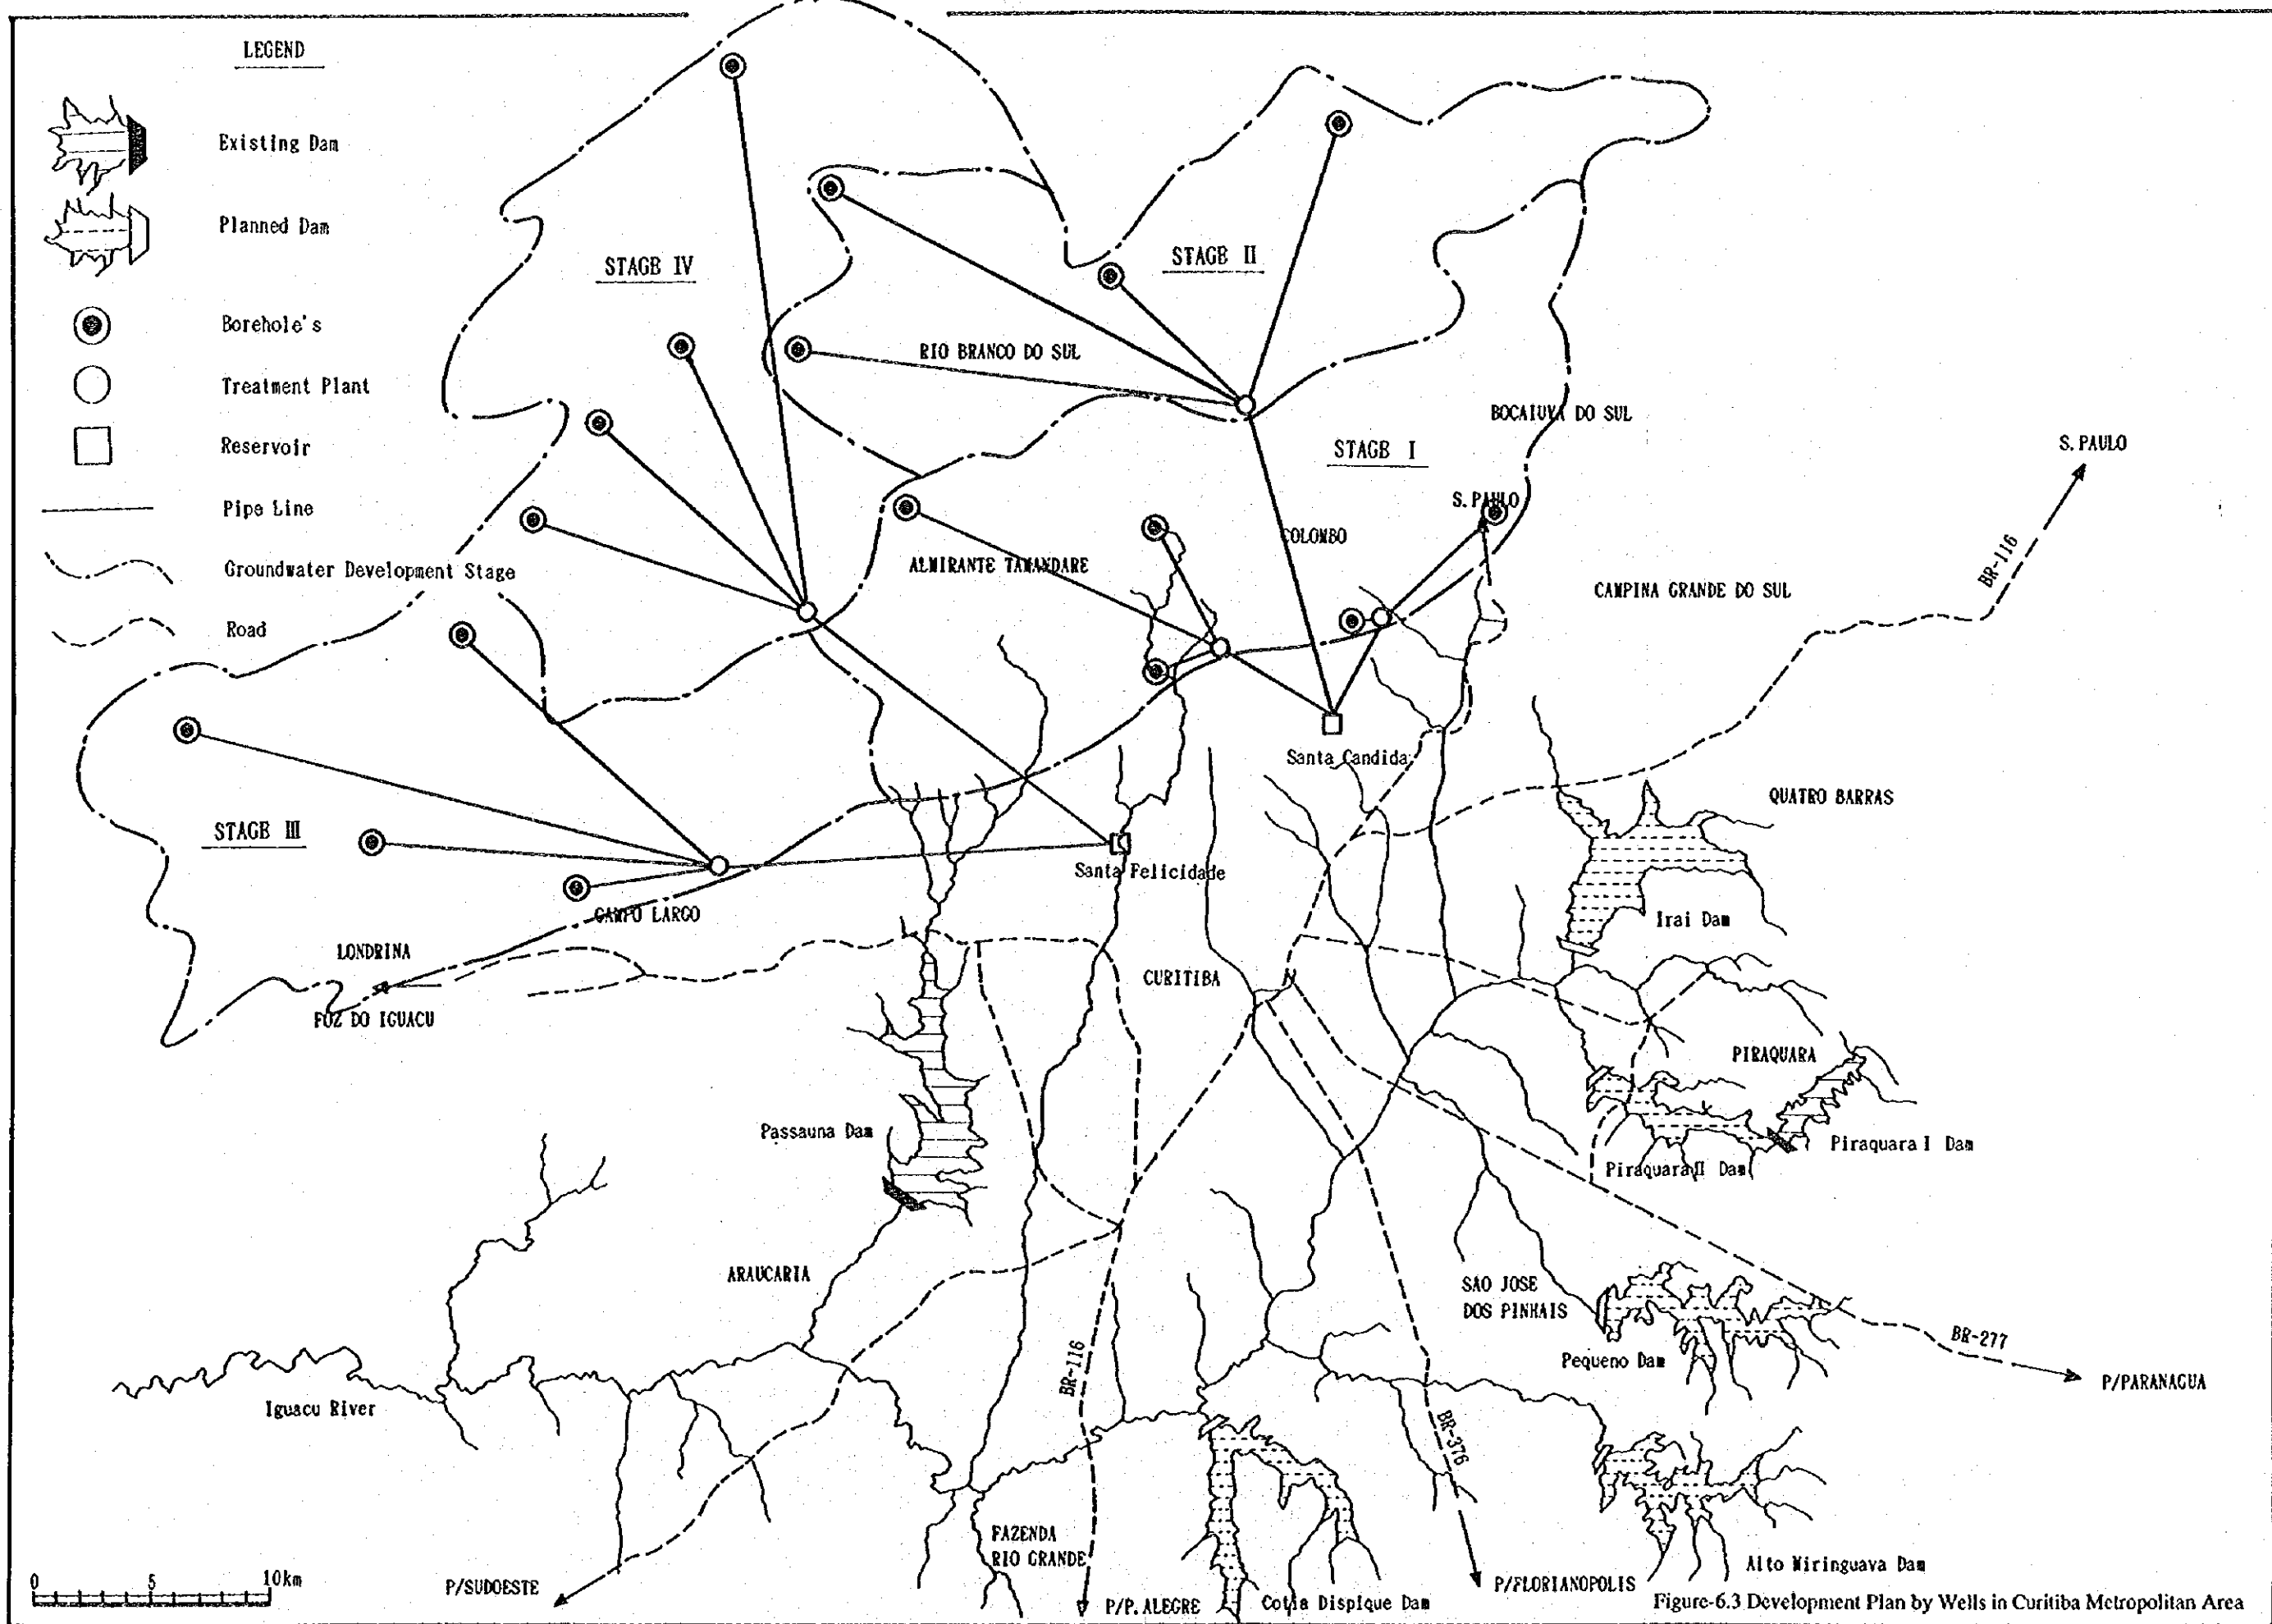 LEGEND
Existing Dam
Planned Dam
Borehole's
Treatment Plant
Reservoir
Pipe Line
Groundwater Development Stage
Road
STAGE IV
STAGE II
RIO BRANCO DO SUL
BOCAIUVA DO SUL
STAGE I
S. PAULO
S. PAULO
COLOMBO
ALMIRANTE TAMANDARE
BR-116
CAMPINA GRANDE DO SUL
Santa Candida
QUATRO BARRAS
STAGE III
Santa Felicidade
CAMPO LARGO
Irai Dam
LONDRINA
CURITIBA
FOZ DO IGUACU
PIRAQUARA
Passauna Dam
Piraquara I Dam
Piraquara II Dam
ARAUCARIA
SAO JOSE
DOS PINHAIS
BR-277
Pequeno Dam
BR-116
P/PARANAGUA
Iguacu River
BR-376
FAZENDA
RIO GRANDE
Alto Miringuava Dam
0 5 10km
P/SUDOESTE
P/P. ALEGRE
Cotia Dispique Dam
P/FLORIANOPOLIS
Figure-6.3 Development Plan by Wells in Curitiba Metropolitan Area